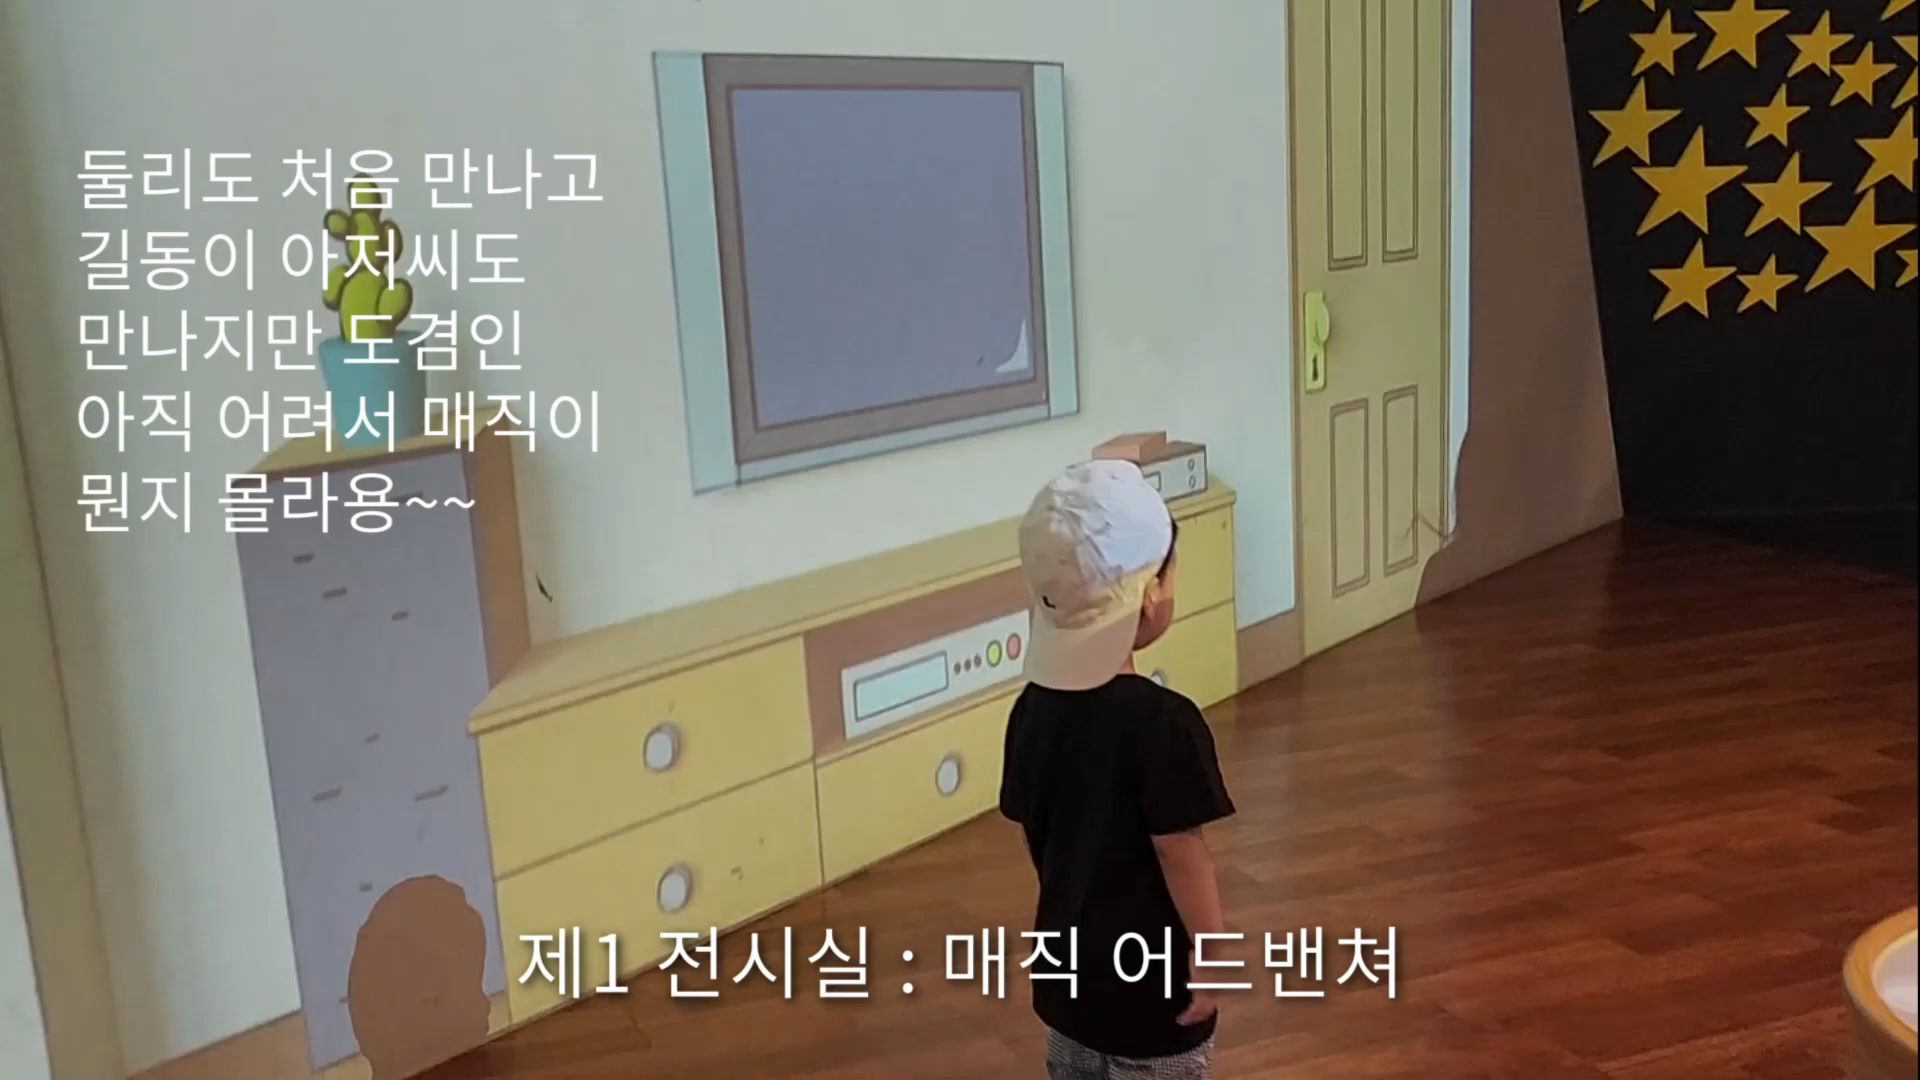 둘리도 처음 만나고
길동이 아저씨도
만나지만 도겸인
아직 어려서 매직이
뭔지 몰라용~~
제1 전시실 : 매직 어드밴쳐